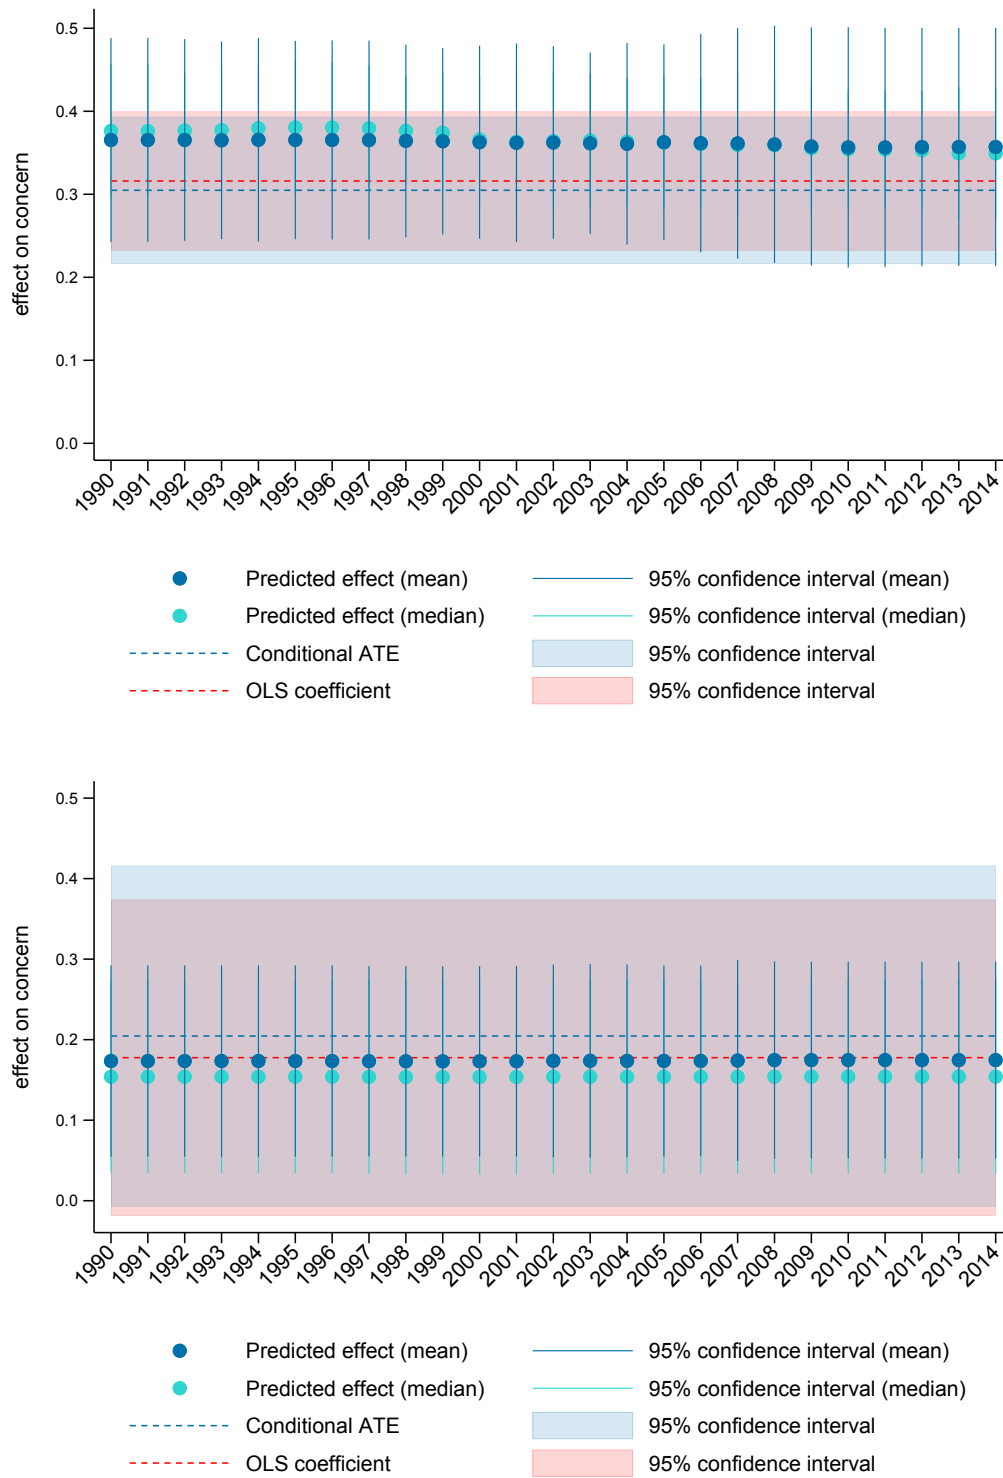 effect on concern
0.5
0.4
0.3
0.2
0.1
0.0
1990 1991 1992 1993 1994 1995 1996 1997 1998 1999 2000 2001 2002 2003 2004 2005 2006 2007 2008 2009 2010 2011 2012 2013 2014
Predicted effect (mean) 95% confidence interval (mean)
Predicted effect (median) 95% confidence interval (median)
Conditional ATE 95% confidence interval
OLS coefficient 95% confidence interval
effect on concern
0.5
0.4
0.3
0.2
0.1
0.0
1990 1991 1992 1993 1994 1995 1996 1997 1998 1999 2000 2001 2002 2003 2004 2005 2006 2007 2008 2009 2010 2011 2012 2013 2014
Predicted effect (mean) 95% confidence interval (mean)
Predicted effect (median) 95% confidence interval (median)
Conditional ATE 95% confidence interval
OLS coefficient 95% confidence interval